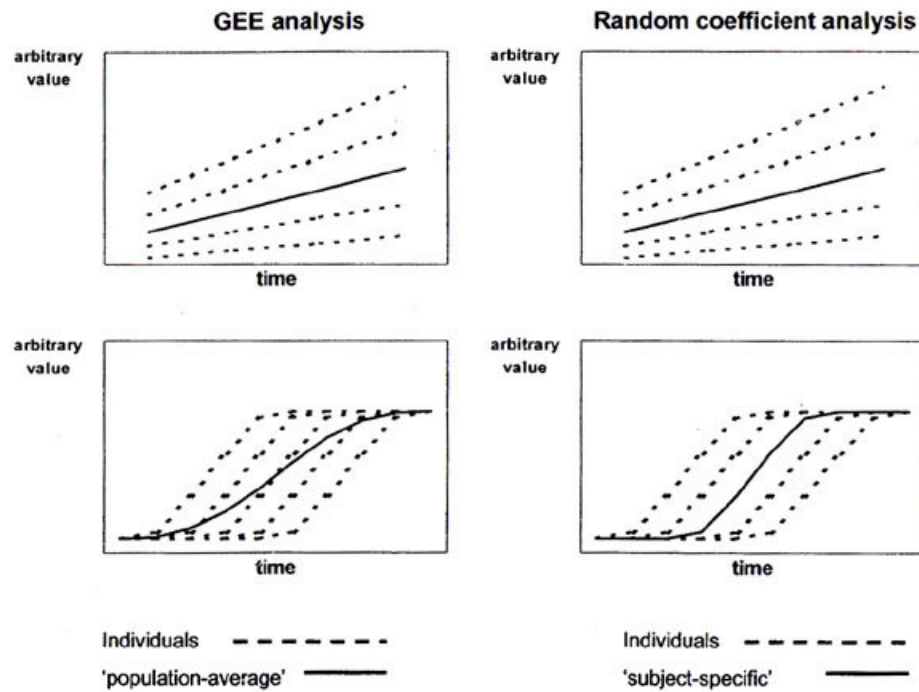 GEE analysis
Random coefficient analysis
arbitrary
value
time
arbitrary
value
time
arbitrary
value
time
arbitrary
value
time
Individuals
'population-average'
Individuals
'subject-specific'